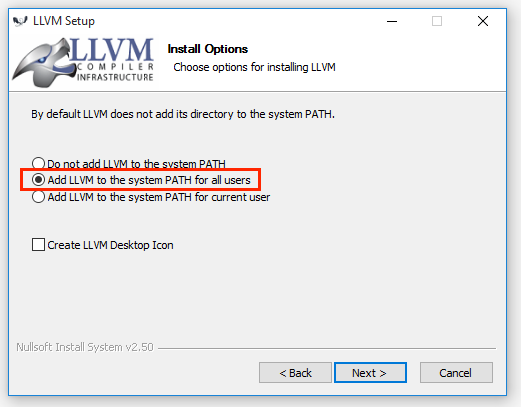 LLVM Setup
LLVM
COMPILER
INFRASTRUCTURE
Install Options
Choose options for installing LLVM
By default LLVM does not add its directory to the system PATH.
Do not add LLVM to the system PATH
Add LLVM to the system PATH for all users
Add LLVM to the system PATH for current user
Create LLVM Desktop Icon
Nullsoft Install System v2.50
< Back
Next >
Cancel